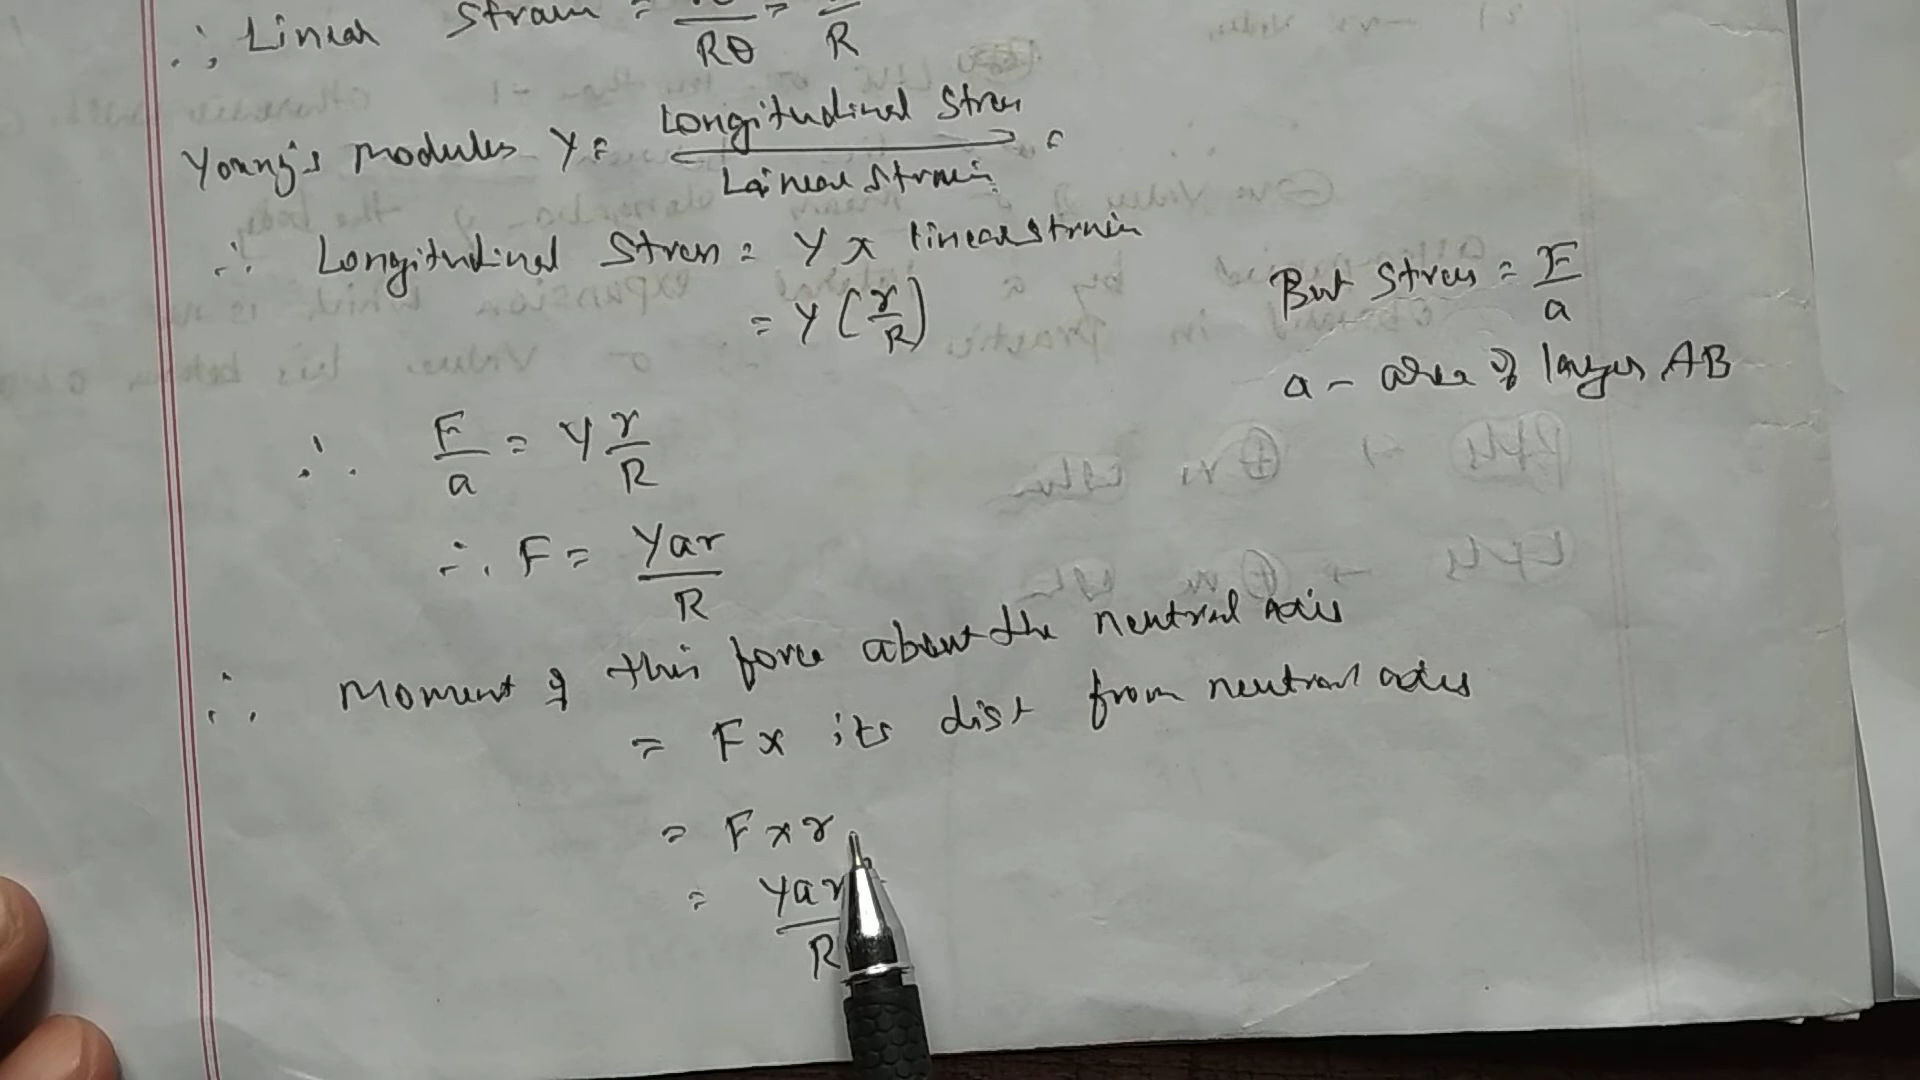 ∴ Linear Strain = rθ/Rθ = r/R
Young's Modulus Y = Longitudinal Stress / Linear Strain =
∴ Longitudinal Stress = Y x linear strain
= Y (r/R)
But Stress = F/a
a - area of layer AB
∴ F/a = Y r/R
∴ F = Yar/R
∴ Moment of this force about the neutral axis
= F x its dist from neutral axis
= F x r
= Yar / R